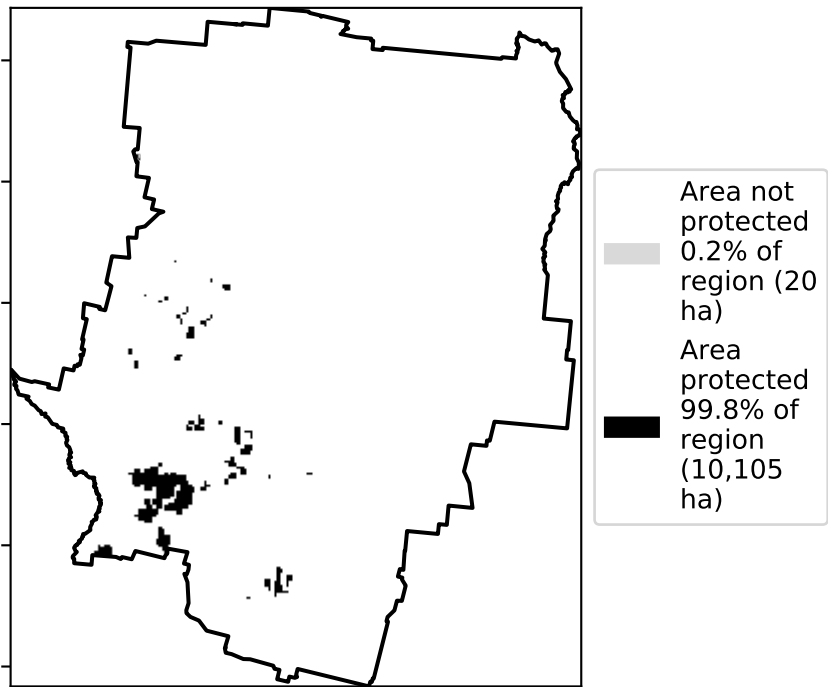 Area not
protected
0.2% of
region (20
ha)
Area
protected
99.8% of
region
(10,105
ha)